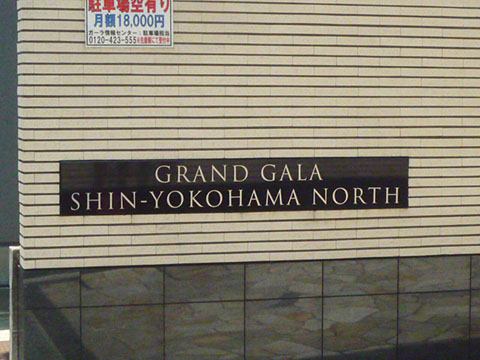 駐車場空有り
月額18,000円
ガーラ情報センター:駐車場担当
0120-423-555
GRAND GALA
SHIN-YOKOHAMA NORTH